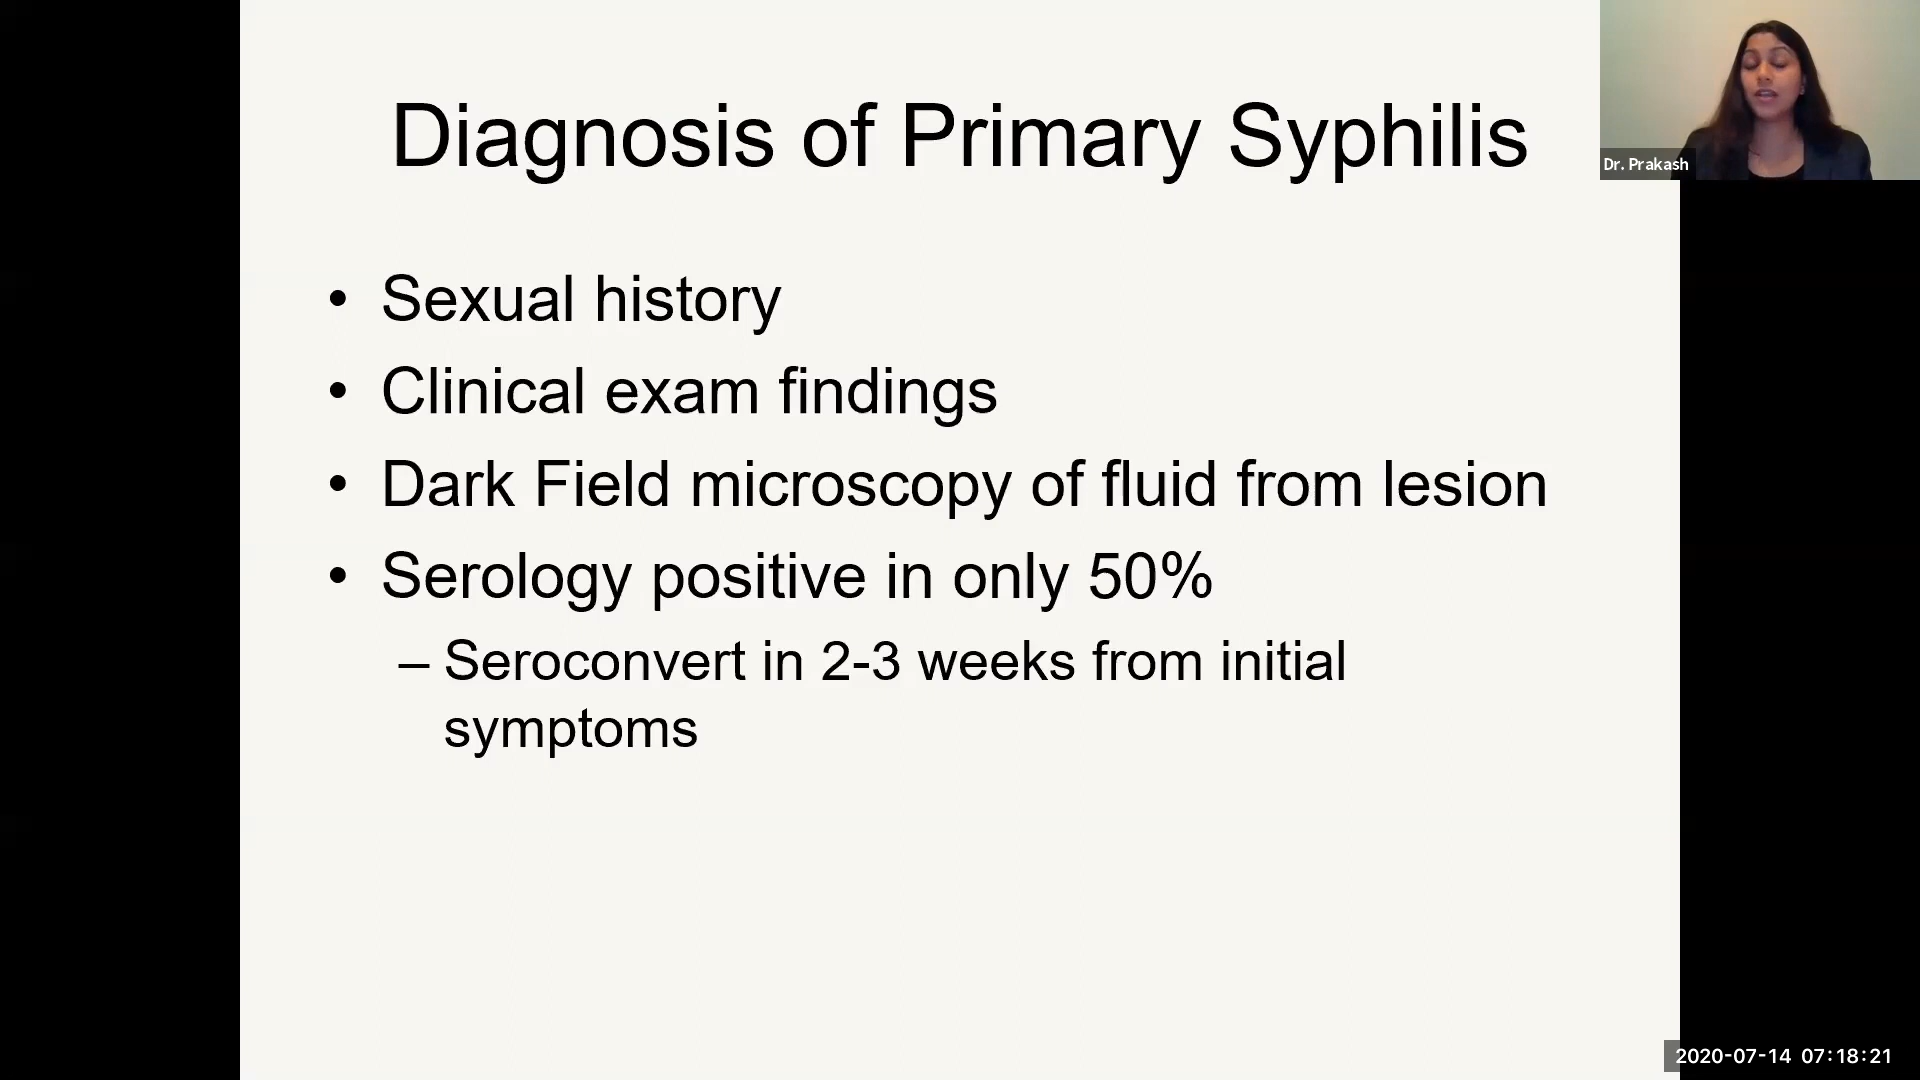 Diagnosis of Primary Syphilis
Dr. Prakash
• Sexual history
• Clinical exam findings
• Dark Field microscopy of fluid from lesion
• Serology positive in only 50%
– Seroconvert in 2-3 weeks from initial
symptoms
2020-07-14 07:18:21